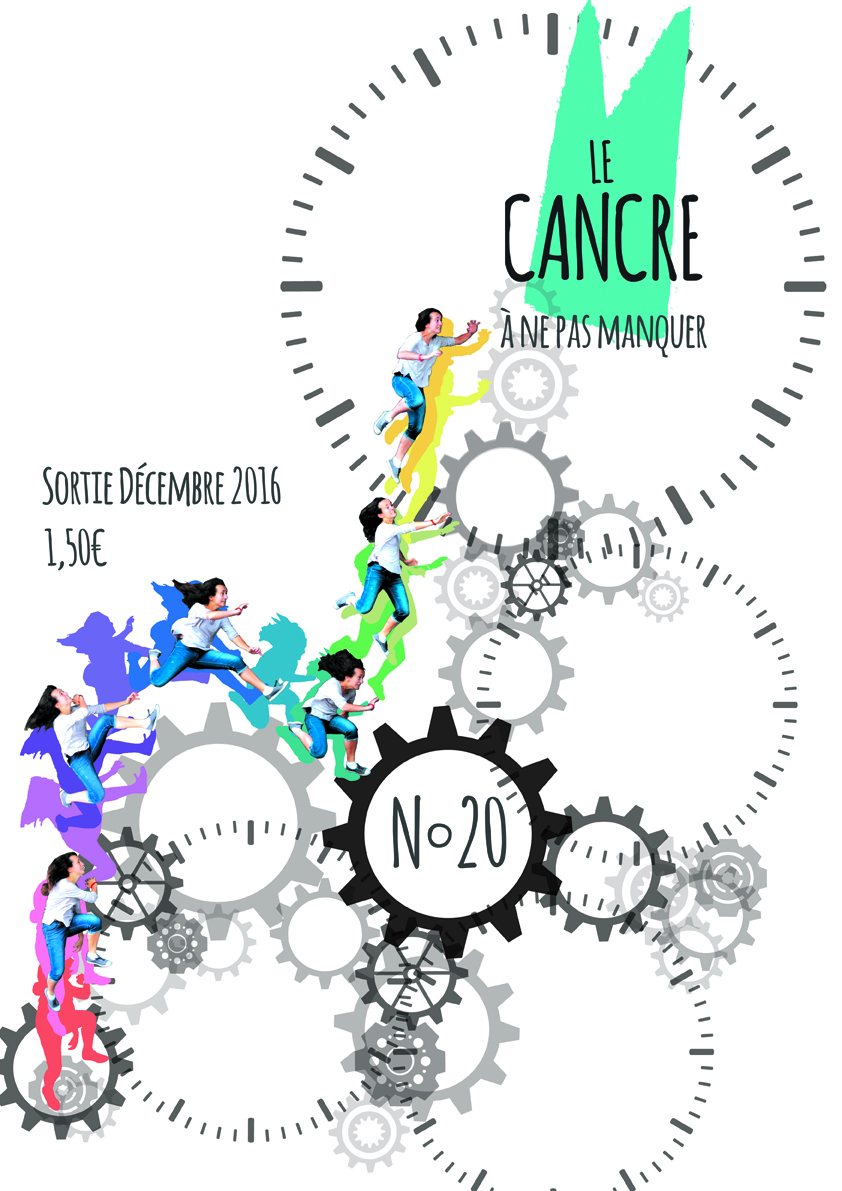 LE
CANCRE
À NE PAS MANQUER
SORTIE DÉCEMBRE 2016
1,50€
N°20